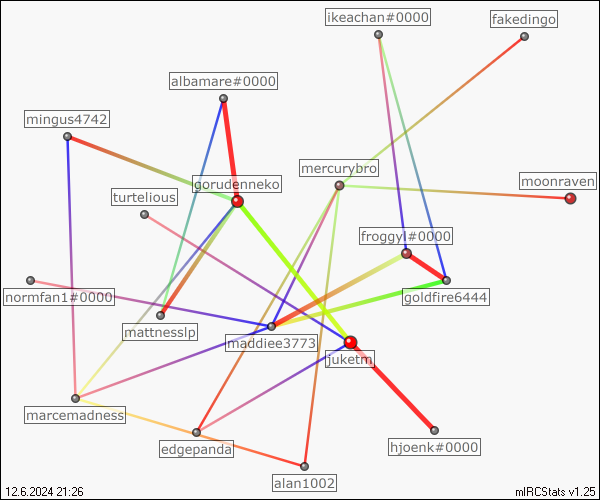 ikeachan#0000
fakedingo
albamare#0000
mingus4742
mercurybro
moonraven
gorudenneko
turtelious
froggyl#0000
normfan1#0000
goldfire6444
mattnesslp
maddiee3773
juketm
marcemadness
edgepanda
hjoenk#0000
alan1002
12.6.2024 21:26
mIRCStats v1.25